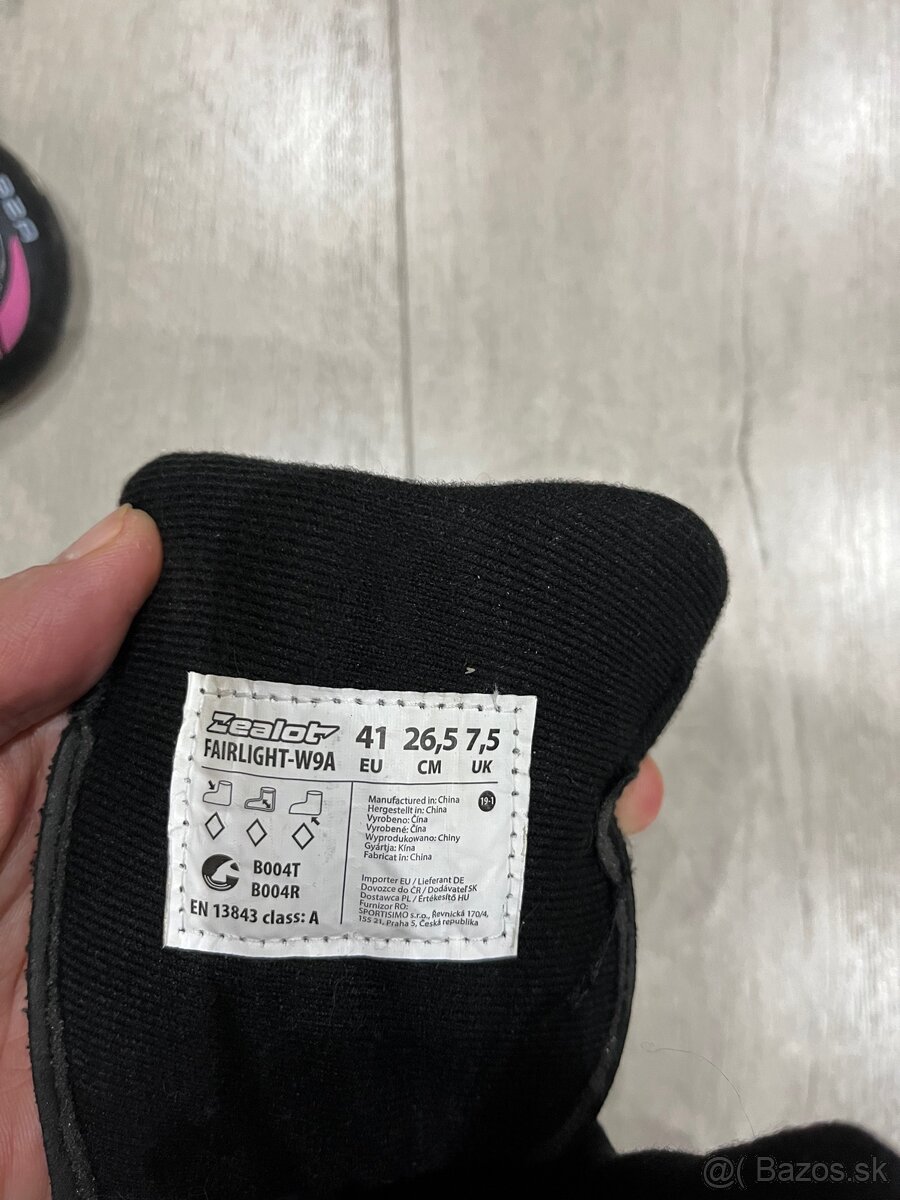 82A
Zealot
FAIRLIGHT-W9A
41 26,5 7,5
EU CM UK
Manufactured in: China
Hergestellt in: China
Vyrobeno: Čína
Vyrobené: Čína
Wyprodukowano: Chiny
Gyártja: Kína
Fabricat in: China
19-1
B004T
B004R
EN 13843 class: A
Importer EU / Lieferant DE
Dovozce do ČR / Dodávateľ SK
Dostawca PL / Értékesítő HU
Furnizor RO:
SPORTISIMO s.r.o., Řevnická 170/4,
155 21, Praha 5, Česká republika
@( Bazos.sk